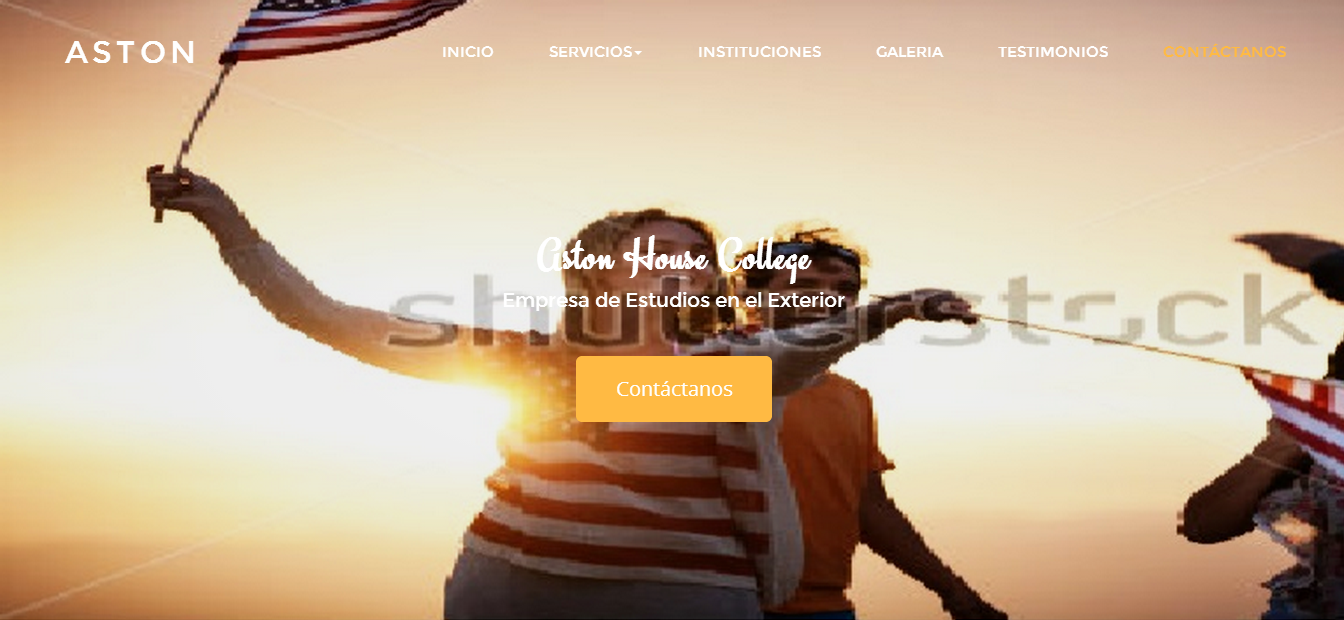 ASTON
INICIO SERVICIOS INSTITUCIONES GALERIA TESTIMONIOS CONTÁCTANOS
Aston House College
Empresa de Estudios en el Exterior
shutterstock
Contáctanos